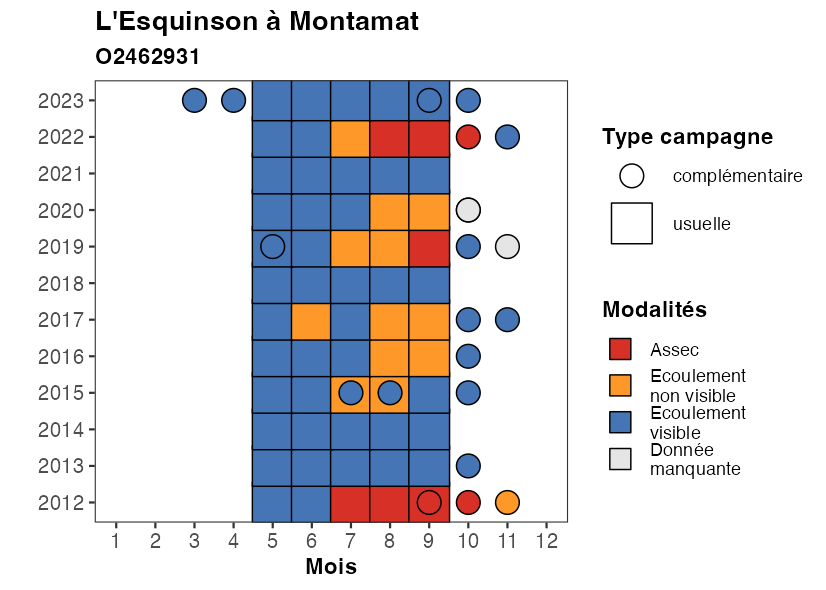 L'Esquinson à Montamat
O2462931
2023
2022
2021
2020
2019
2018
2017
2016
2015
2014
2013
2012
1 2 3 4 5 6 7 8 9 10 11 12
Mois
Type campagne
complémentaire
usuelle
Modalités
Assec
Ecoulement
non visible
Ecoulement
visible
Donnée
manquante